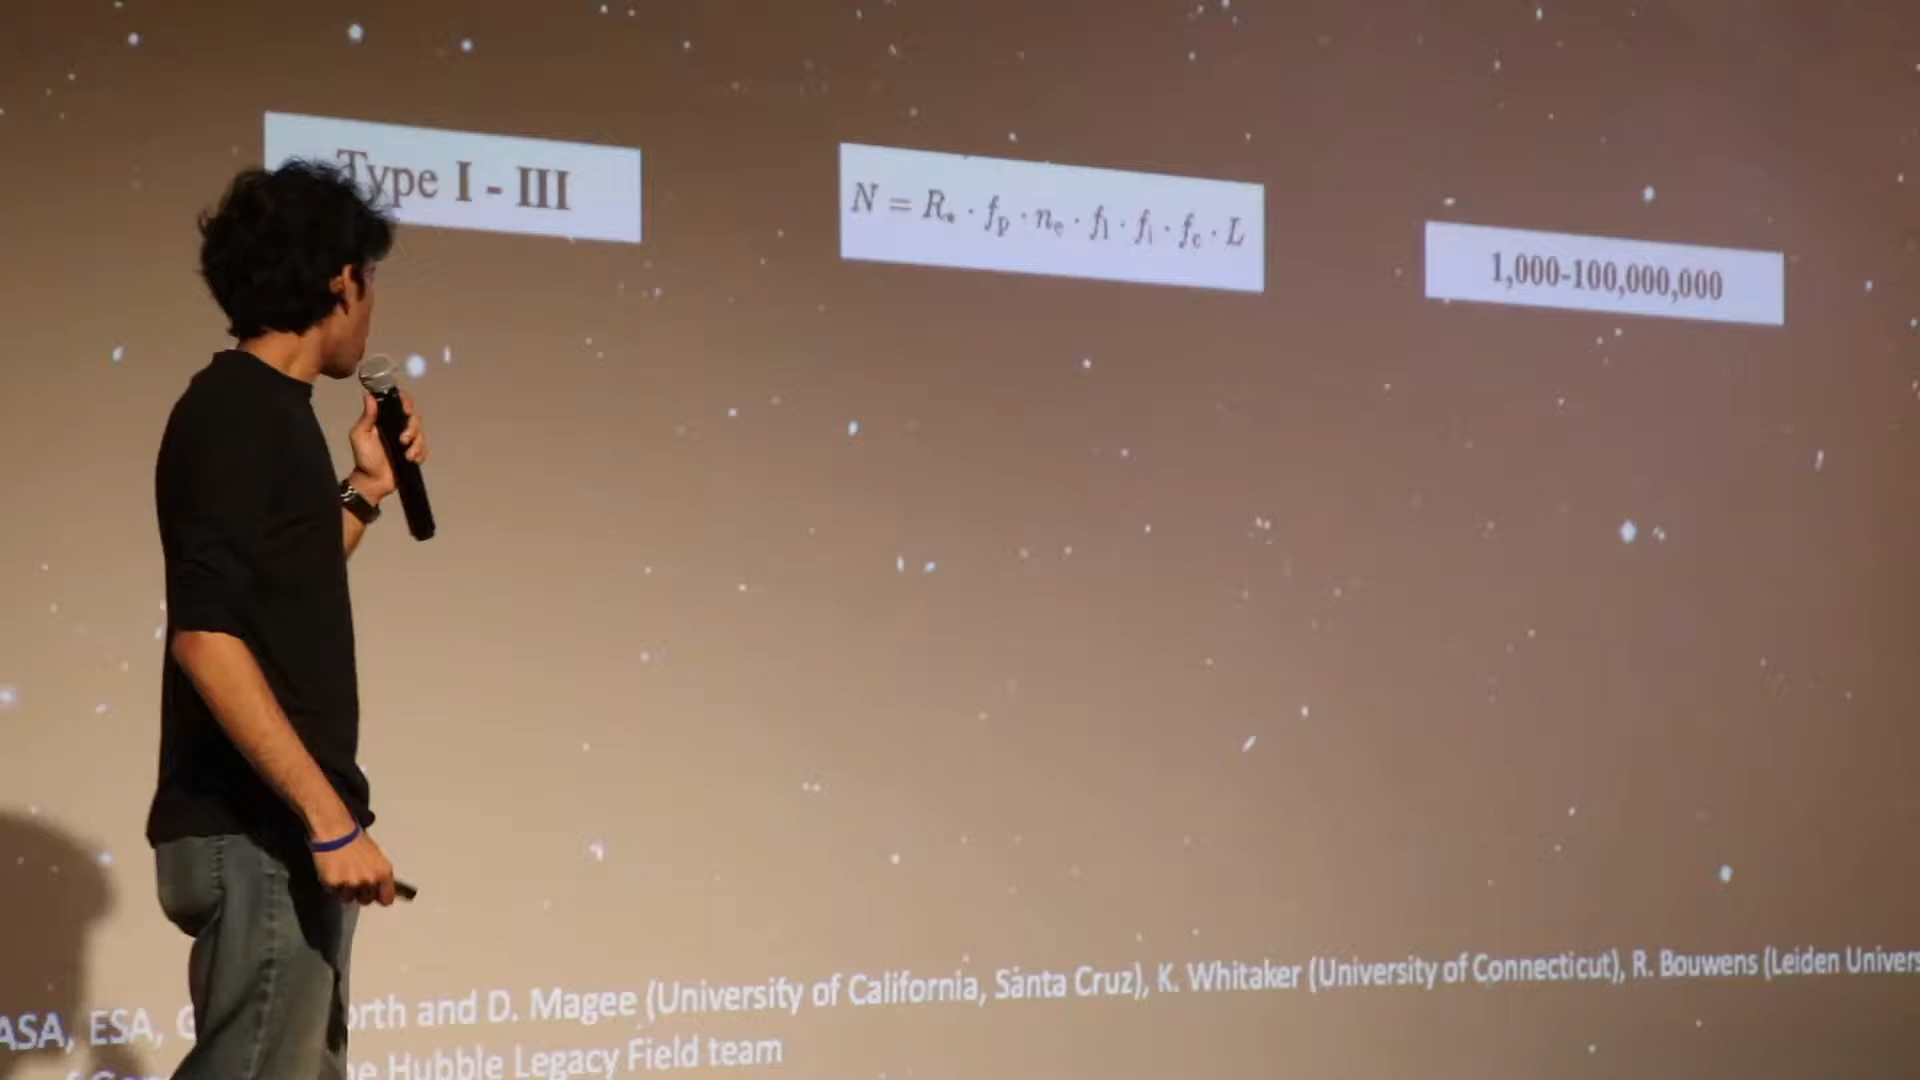 Type I - III
N = R* · fp · ne · fl · fi · fc · L
1,000-100,000,000
ASA, ESA, orth and D. Magee (University of California, Santa Cruz), K. Whitaker (University of Connecticut), R. Bouwens (Leiden Univers
Hubble Legacy Field team